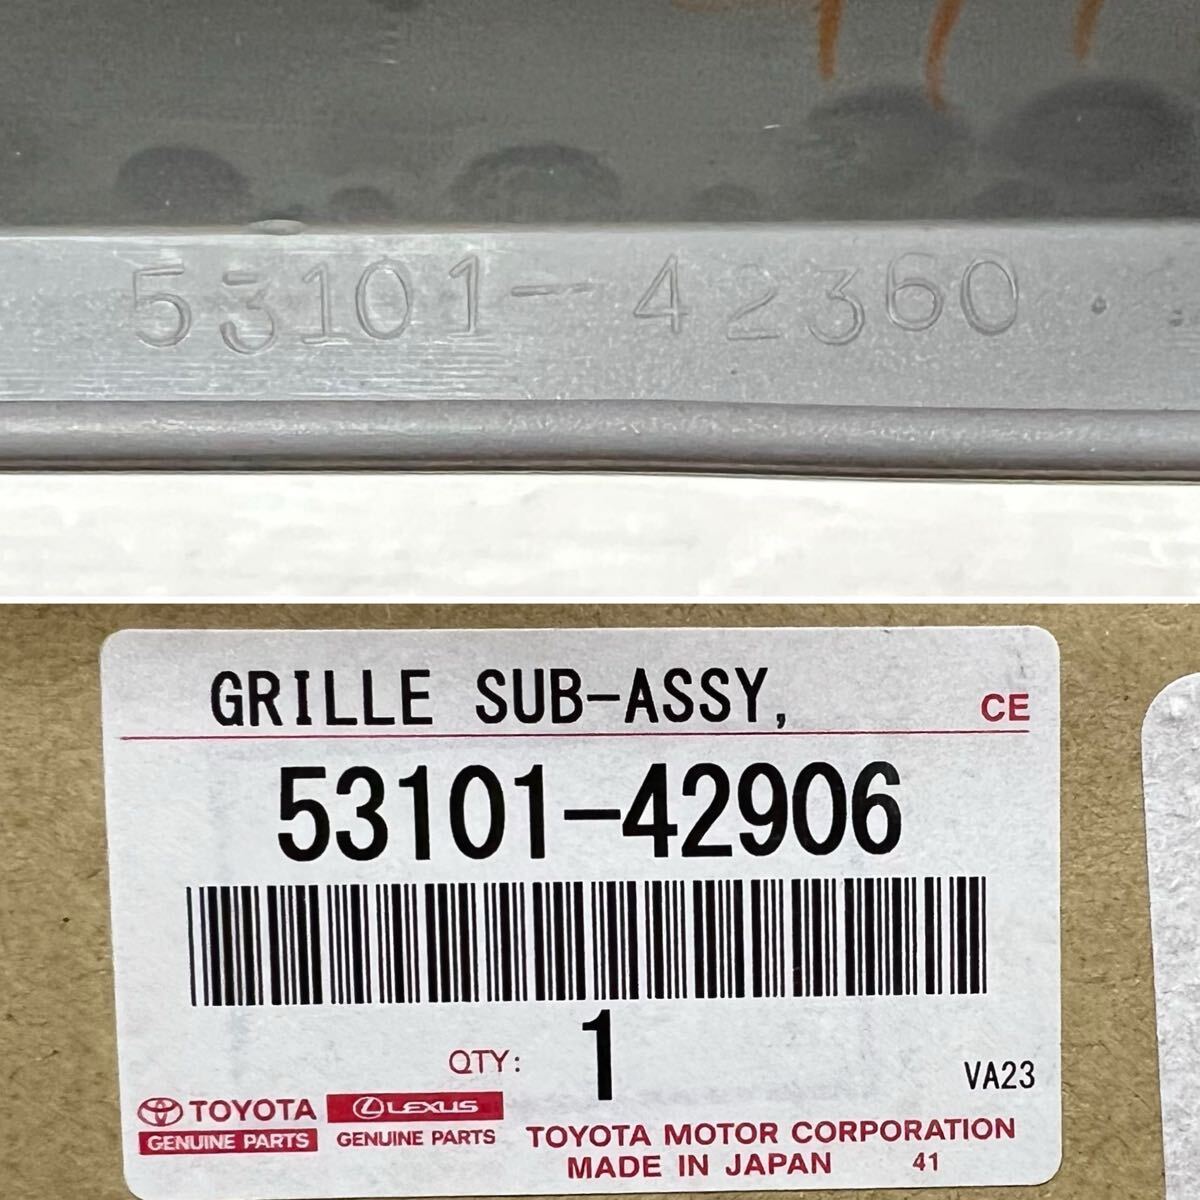 53101-42360
GRILLE SUB-ASSY,
CE
53101-42906
QTY: 1
VA23
TOYOTA
GENUINE PARTS
LEXUS
GENUINE PARTS
TOYOTA MOTOR CORPORATION
MADE IN JAPAN 41